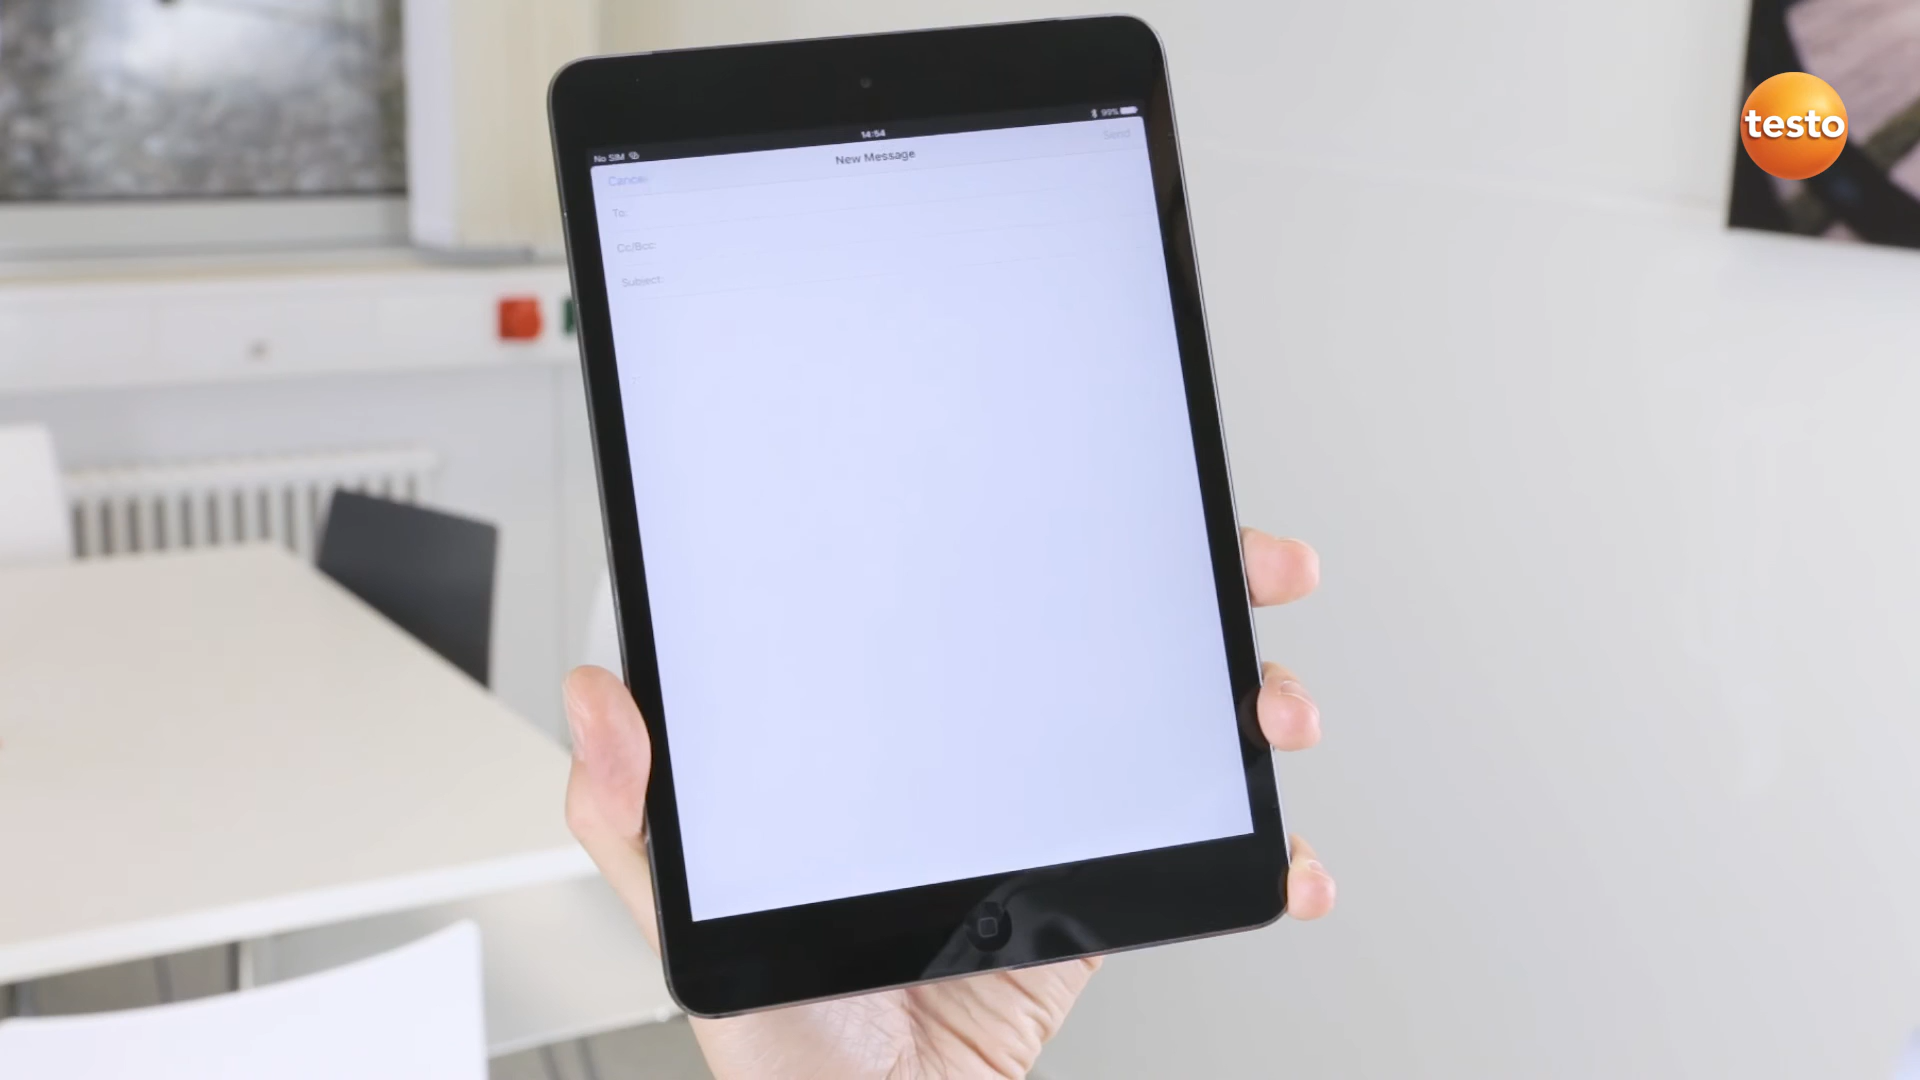 No SIM
14:54
99%
Cancel
New Message
Send
To:
Cc/Bcc:
Subject:
testo